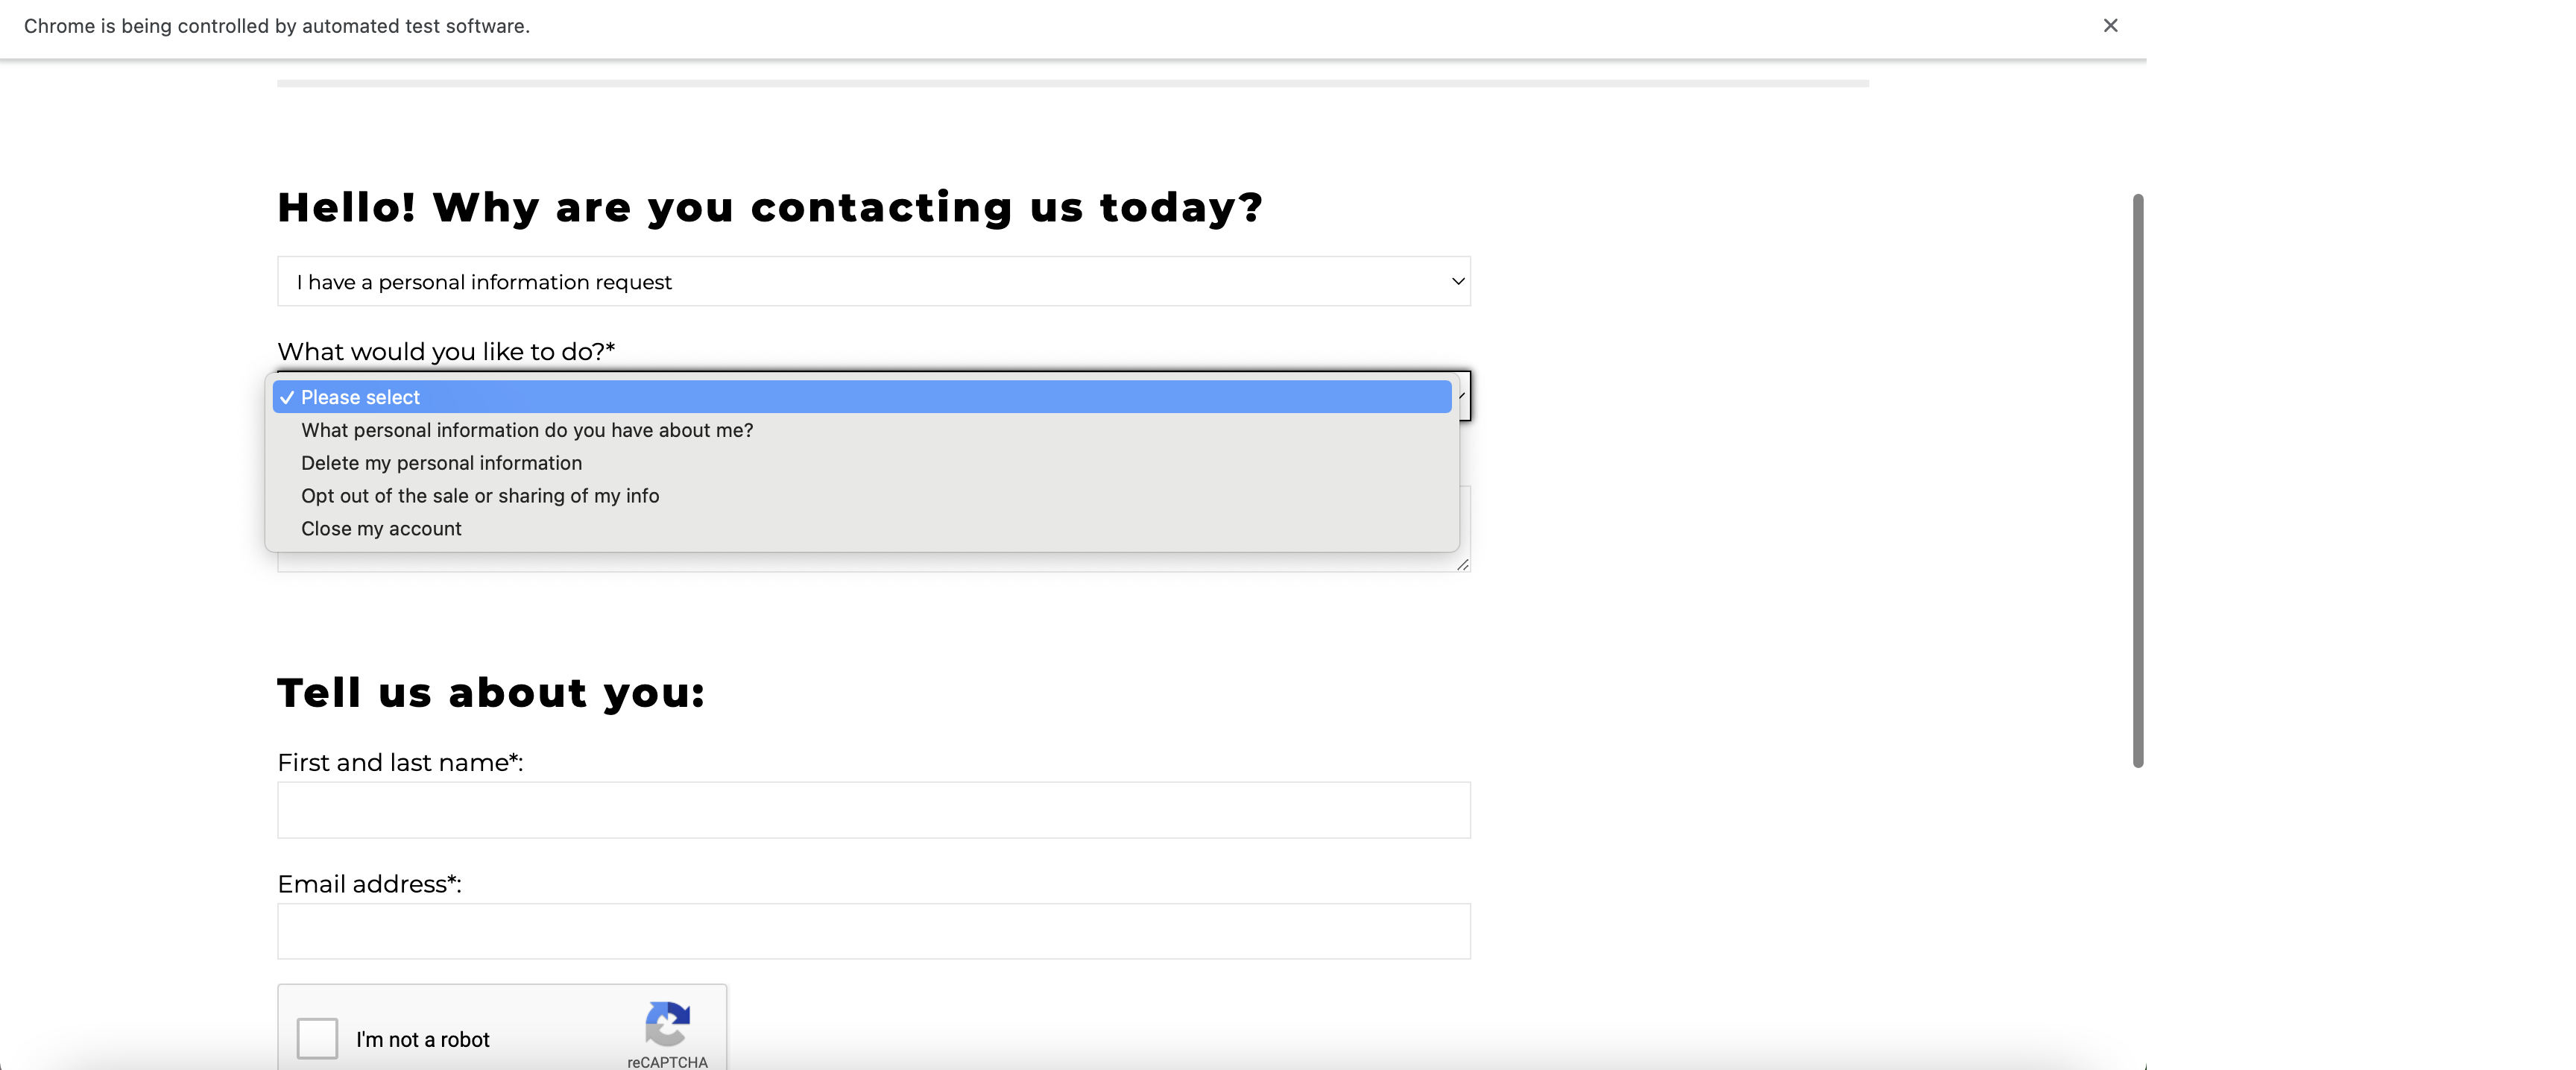 Chrome is being controlled by automated test software.
Hello! Why are you contacting us today?
I have a personal information request
What would you like to do?*
Please select
What personal information do you have about me?
Delete my personal information
Opt out of the sale or sharing of my info
Close my account
Tell us about you:
First and last name*:
Email address*:
I'm not a robot
reCAPTCHA